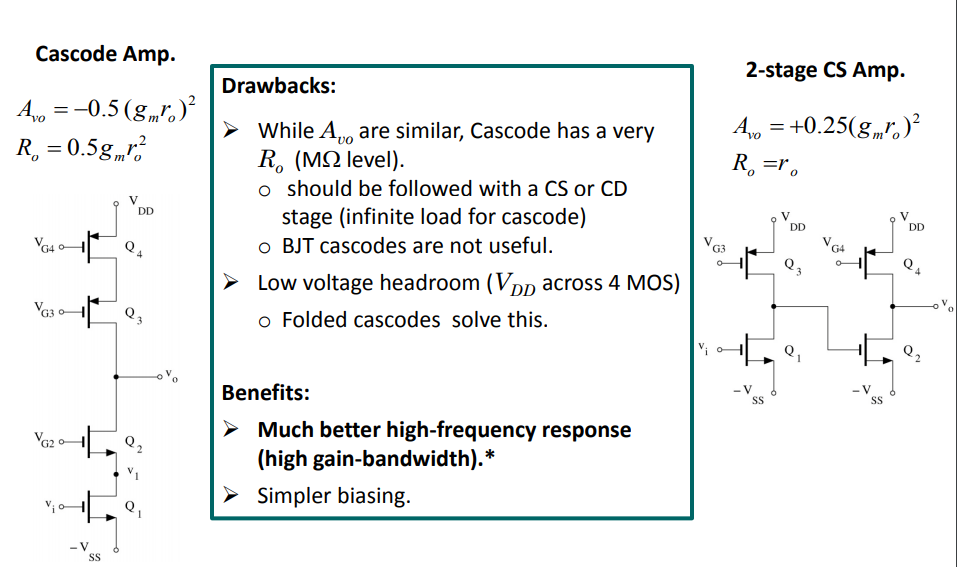 Cascode Amp.
A_vo = −0.5(g_m r_o)²
R_o = 0.5g_m r_o²
V_DD
V_G4
Q_4
V_G3
Q_3
v_o
V_G2
Q_2
v_1
v_i
Q_1
−V_SS
Drawbacks:
➢ While A_vo are similar, Cascode has a very
R_o (MΩ level).
o should be followed with a CS or CD
stage (infinite load for cascode)
o BJT cascodes are not useful.
➢ Low voltage headroom (V_DD across 4 MOS)
o Folded cascodes solve this.
Benefits:
➢ Much better high-frequency response
(high gain-bandwidth).*
➢ Simpler biasing.
2-stage CS Amp.
A_vo = +0.25(g_m r_o)²
R_o =r_o
V_DD V_DD
V_G3 V_G4
Q_3 Q_4
v_o
v_i Q_1 Q_2
−V_SS −V_SS